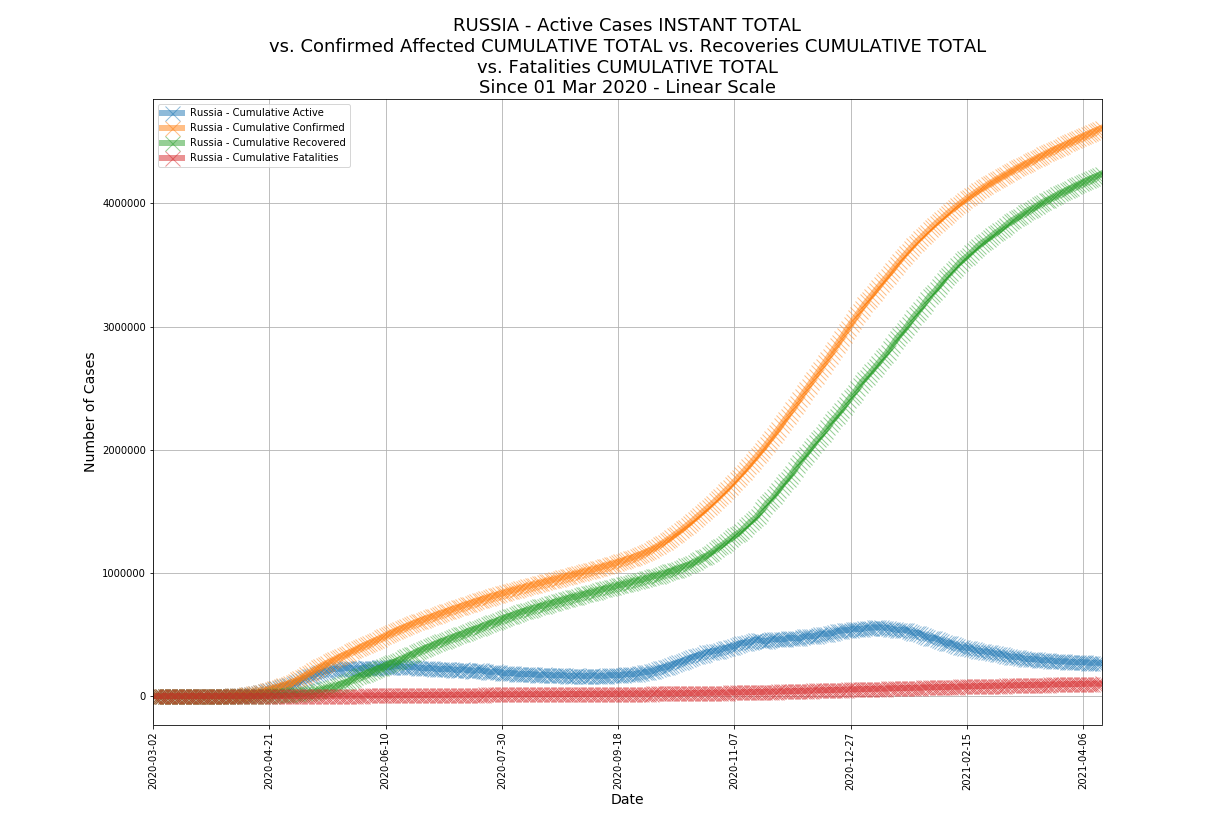 RUSSIA - Active Cases INSTANT TOTAL
vs. Confirmed Affected CUMULATIVE TOTAL vs. Recoveries CUMULATIVE TOTAL
vs. Fatalities CUMULATIVE TOTAL
Since 01 Mar 2020 - Linear Scale
Russia - Cumulative Active
Russia - Cumulative Confirmed
Russia - Cumulative Recovered
Russia - Cumulative Fatalities
Number of Cases
4000000
3000000
2000000
1000000
0
2020-03-02
2020-04-21
2020-06-10
2020-07-30
2020-09-18
2020-11-07
2020-12-27
2021-02-15
2021-04-06
Date